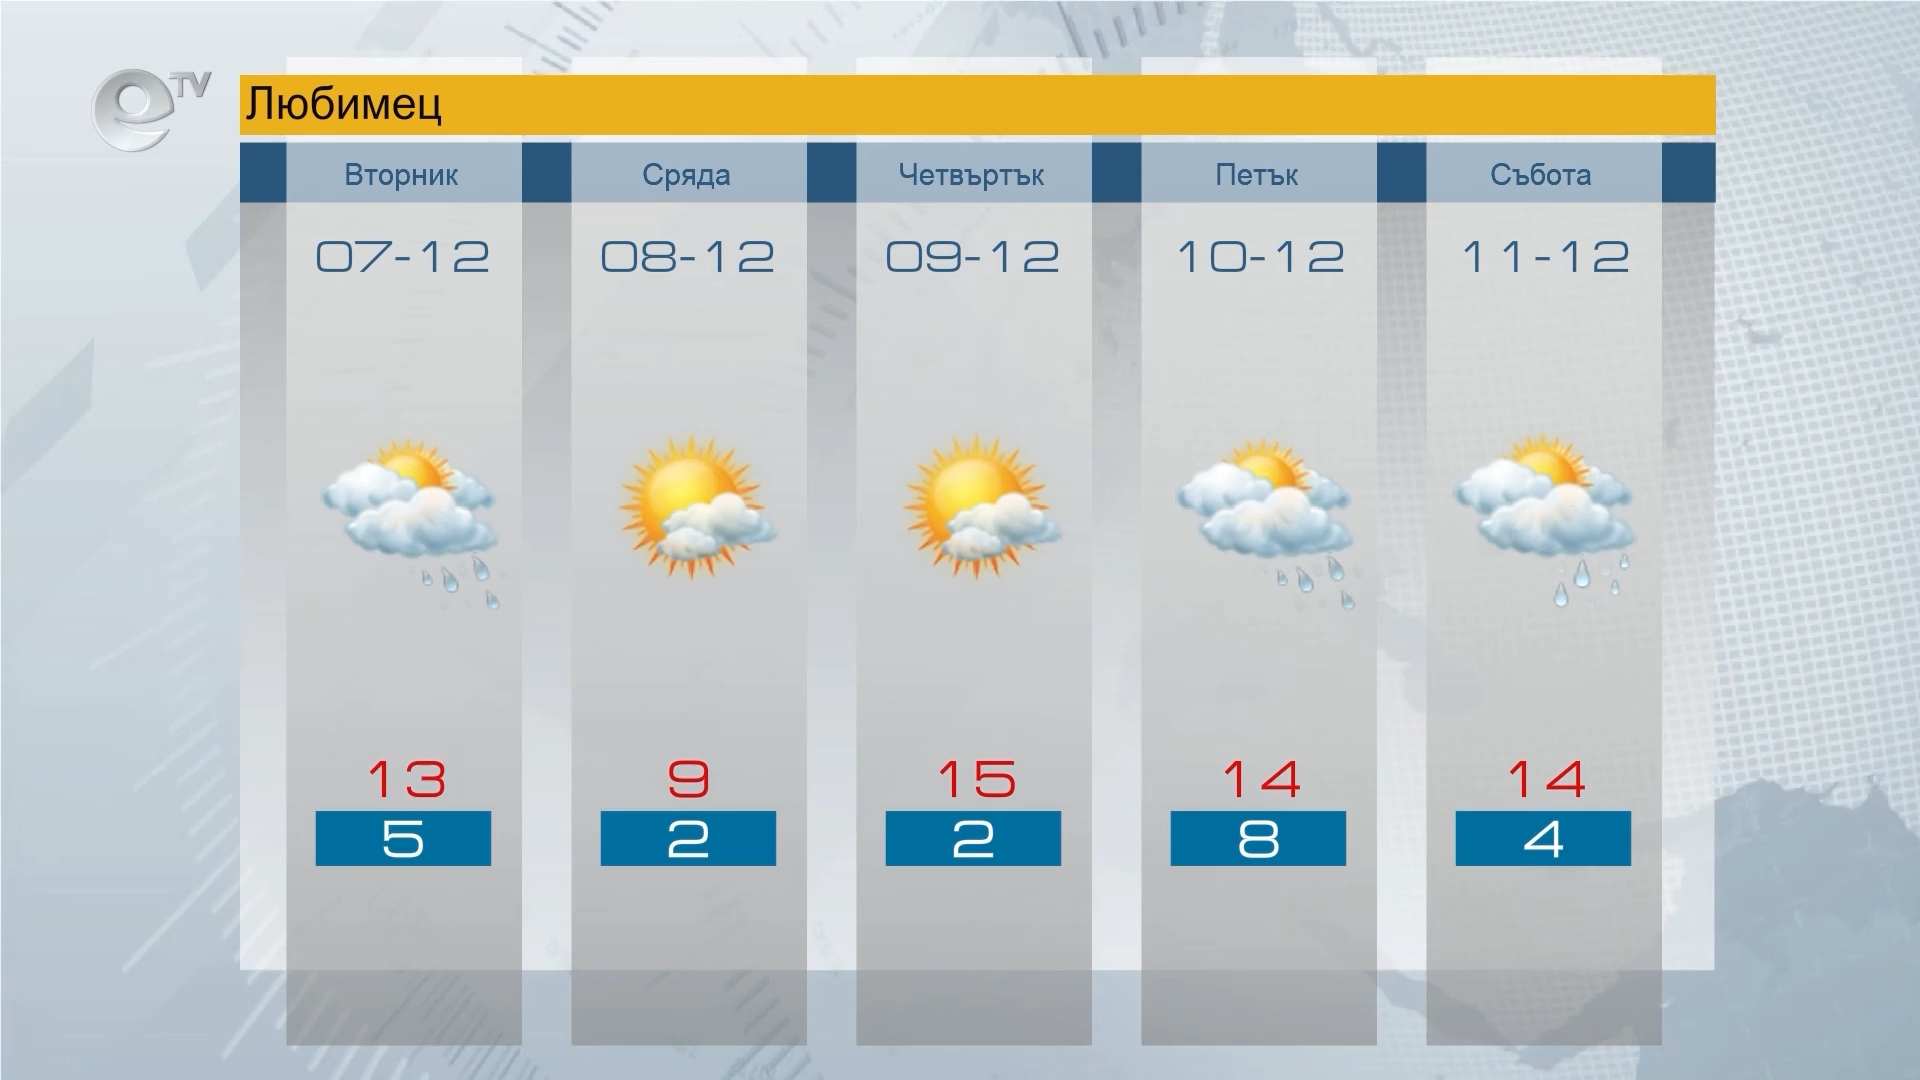 eTV
Любимец
Вторник Сряда Четвъртък Петък Събота
07-12 08-12 09-12 10-12 11-12
13 9 15 14 14
5 2 2 8 4